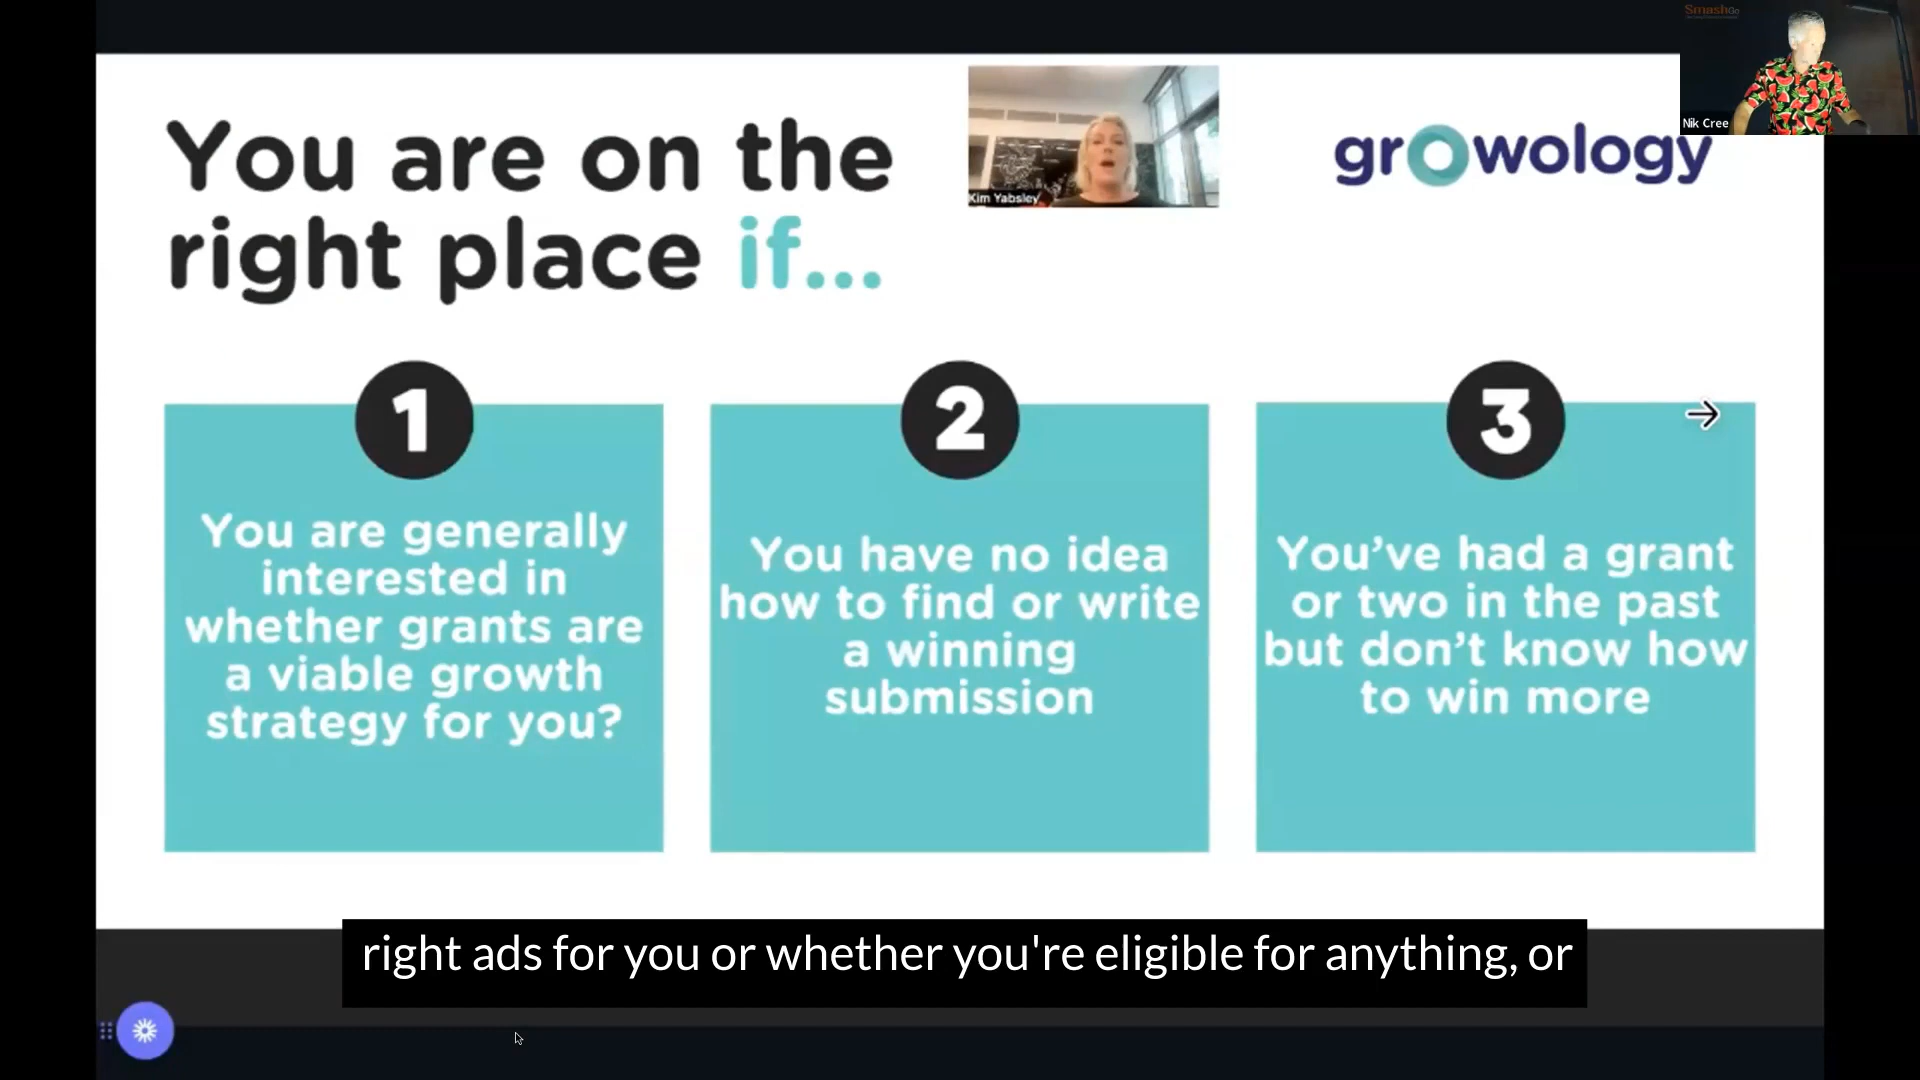 SmashGo
Nik Cree
You are on the
right place if...
Kim Yabsley
growology
1
You are generally
interested in
whether grants are
a viable growth
strategy for you?
2
You have no idea
how to find or write
a winning
submission
3
You’ve had a grant
or two in the past
but don’t know how
to win more
right ads for you or whether you're eligible for anything, or